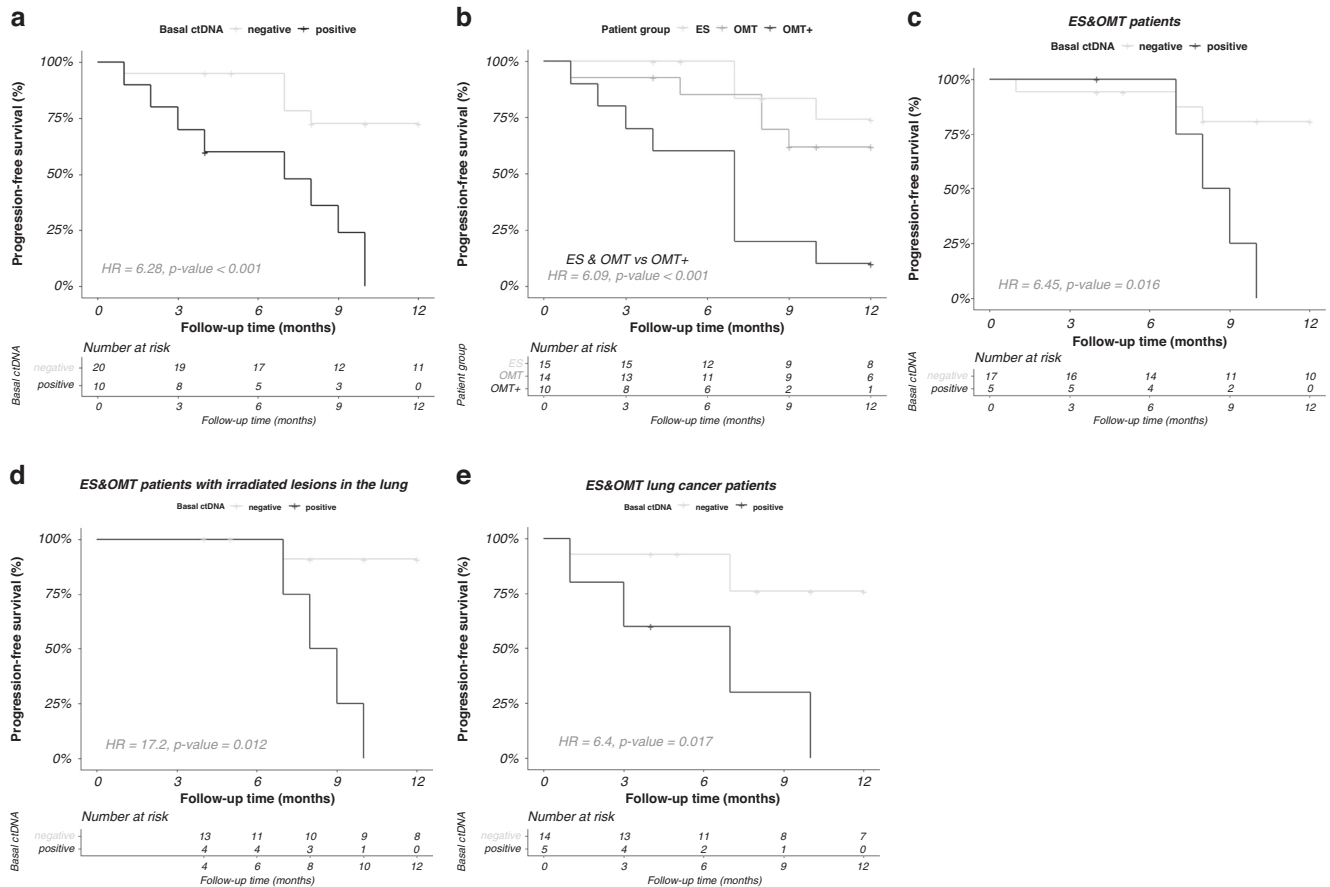 a
Basal ctDNA negative positive
Progression-free survival (%)
100%
75%
50%
25%
0%
HR = 6.28, p-value < 0.001
0 3 6 9 12
Follow-up time (months)
Number at risk
Basal ctDNA
negative 20 19 17 12 11
positive 10 8 5 3 0
0 3 6 9 12
Follow-up time (months)
b
Patient group ES OMT OMT+
Progression-free survival (%)
100%
75%
50%
25%
0%
ES & OMT vs OMT+
HR = 6.09, p-value < 0.001
0 3 6 9 12
Follow-up time (months)
Number at risk
Patient group
ES 15 15 12 9 8
OMT 14 13 11 9 6
OMT+ 10 8 6 2 1
0 3 6 9 12
Follow-up time (months)
c
ES&OMT patients
Basal ctDNA negative positive
Progression-free survival (%)
100%
75%
50%
25%
0%
HR = 6.45, p-value = 0.016
0 3 6 9 12
Follow-up time (months)
Number at risk
Basal ctDNA
negative 17 16 14 11 10
positive 5 5 4 2 0
0 3 6 9 12
Follow-up time (months)
d
ES&OMT patients with irradiated lesions in the lung
Basal ctDNA negative positive
Progression-free survival (%)
100%
75%
50%
25%
0%
HR = 17.2, p-value = 0.012
0 3 6 9 12
Follow-up time (months)
Number at risk
Basal ctDNA
negative 13 11 10 9 8
positive 4 4 3 1 0
4 6 8 10 12
Follow-up time (months)
e
ES&OMT lung cancer patients
Basal ctDNA negative positive
Progression-free survival (%)
100%
75%
50%
25%
0%
HR = 6.4, p-value = 0.017
0 3 6 9 12
Follow-up time (months)
Number at risk
Basal ctDNA
negative 14 13 11 8 7
positive 5 4 2 1 0
0 3 6 9 12
Follow-up time (months)